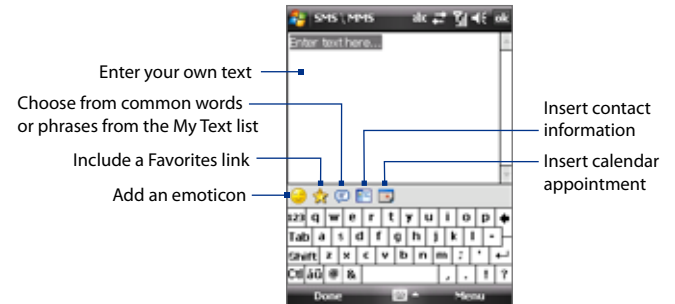 SMS \ MMS abc ok
Enter text here...
Enter your own text
Choose from common words
or phrases from the My Text list
Include a Favorites link
Add an emoticon
Insert contact
information
Insert calendar
appointment
123 q w e r t y u i o p
Tab a s d f g h j k l -
Shift z x c v b n m ; '
Ctl áü @ & , . ! ?
Done Menu